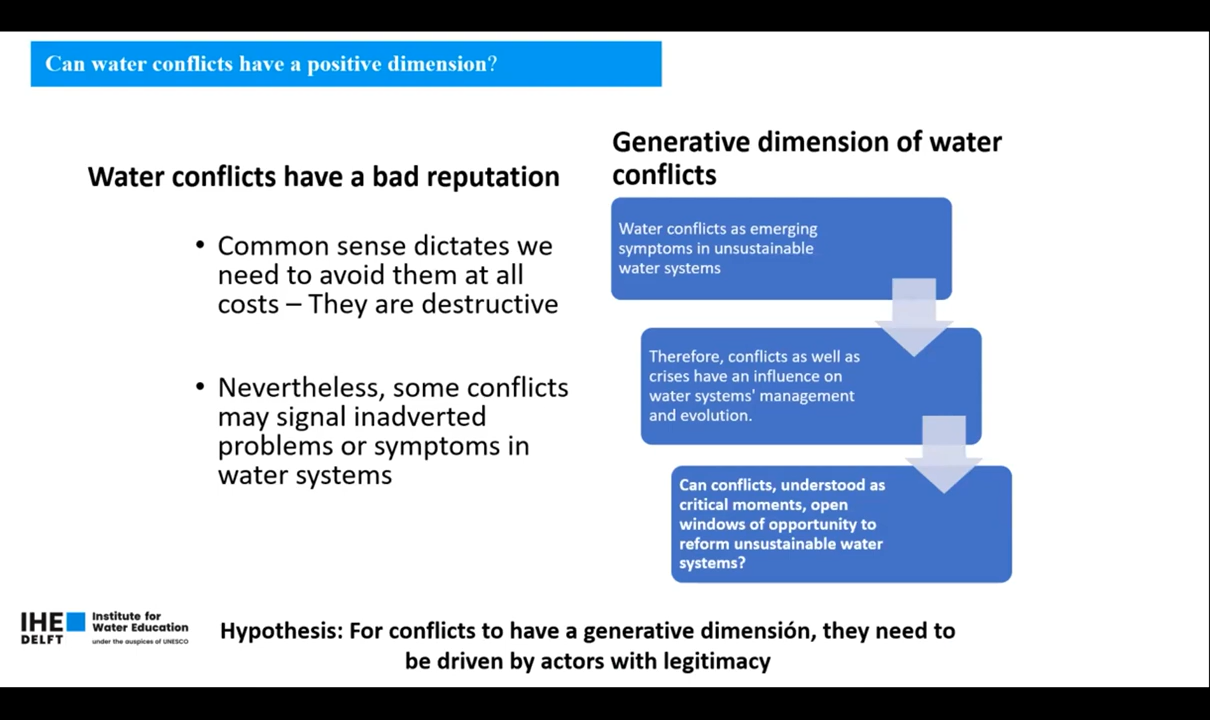 Can water conflicts have a positive dimension?
Water conflicts have a bad reputation
• Common sense dictates we
need to avoid them at all
costs – They are destructive
• Nevertheless, some conflicts
may signal inadverted
problems or symptoms in
water systems
Generative dimension of water
conflicts
Water conflicts as emerging
symptoms in unsustainable
water systems
Therefore, conflicts as well as
crises have an influence on
water systems' management
and evolution.
Can conflicts, understood as
critical moments, open
windows of opportunity to
reform unsustainable water
systems?
IHE
DELFT
Institute for
Water Education
under the auspices of UNESCO
Hypothesis: For conflicts to have a generative dimensión, they need to
be driven by actors with legitimacy